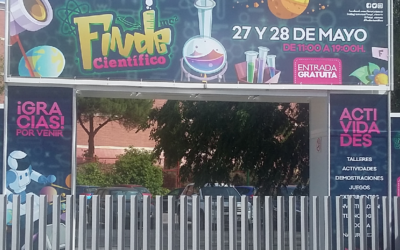 Finde
Científico
27 Y 28 DE MAYO
DE 11:00 A 19:00H.
ENTRADA
GRATUITA
¡GRA
CIAS!
POR VENIR
ACTI
VIDA
DES
TALLERES
ACTIVIDADES
DEMOSTRACIONES
JUEGOS